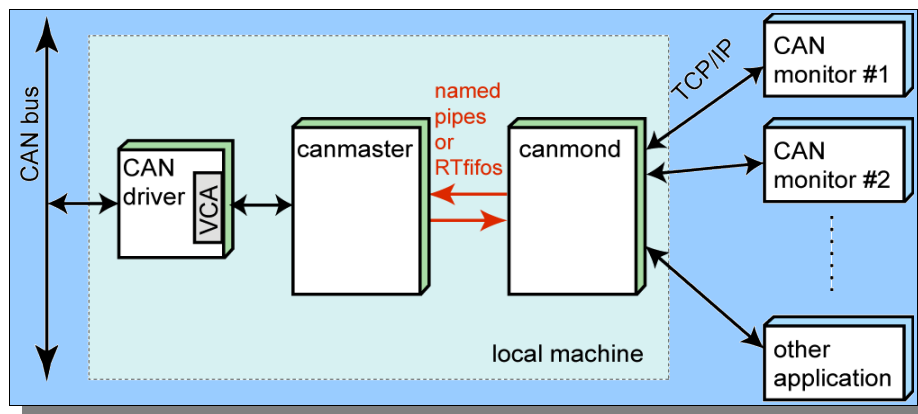 CAN bus
CAN
driver
VCA
canmaster
named
pipes
or
RTfifos
canmond
TCP/IP
CAN
monitor #1
CAN
monitor #2
other
application
local machine